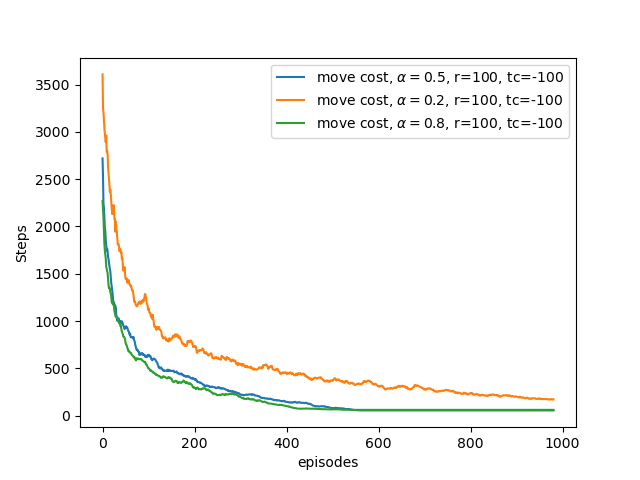 move cost, α = 0.5, r=100, tc=-100
move cost, α = 0.2, r=100, tc=-100
move cost, α = 0.8, r=100, tc=-100
Steps
3500
3000
2500
2000
1500
1000
500
0
0 200 400 600 800 1000
episodes